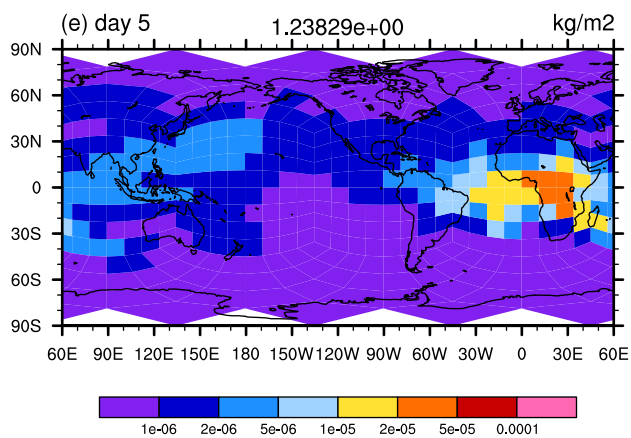 (e) day 5 1.23829e+00 kg/m2
90N
60N
30N
0
30S
60S
90S
60E 90E 120E 150E 180 150W 120W 90W 60W 30W 0 30E 60E
1e-06 2e-06 5e-06 1e-05 2e-05 5e-05 0.0001